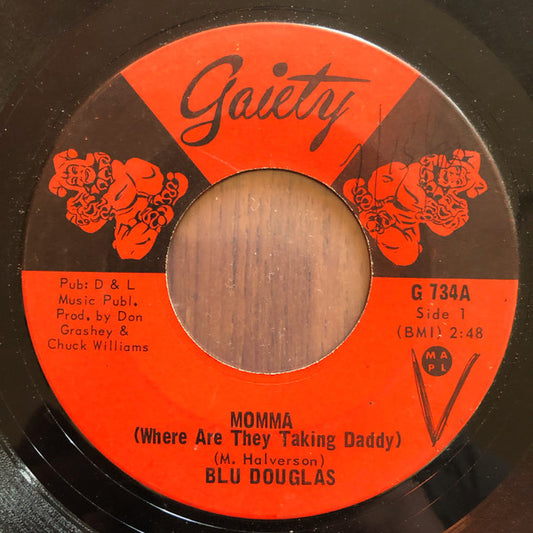 Gaiety
Pub: D & L
Music Publ.
Prod. by Don
Grashey &
Chuck Williams
G 734A
Side 1
(BMI) 2:48
MA
PL
MOMMA
(Where Are They Taking Daddy)
(M. Halverson)
BLU DOUGLAS